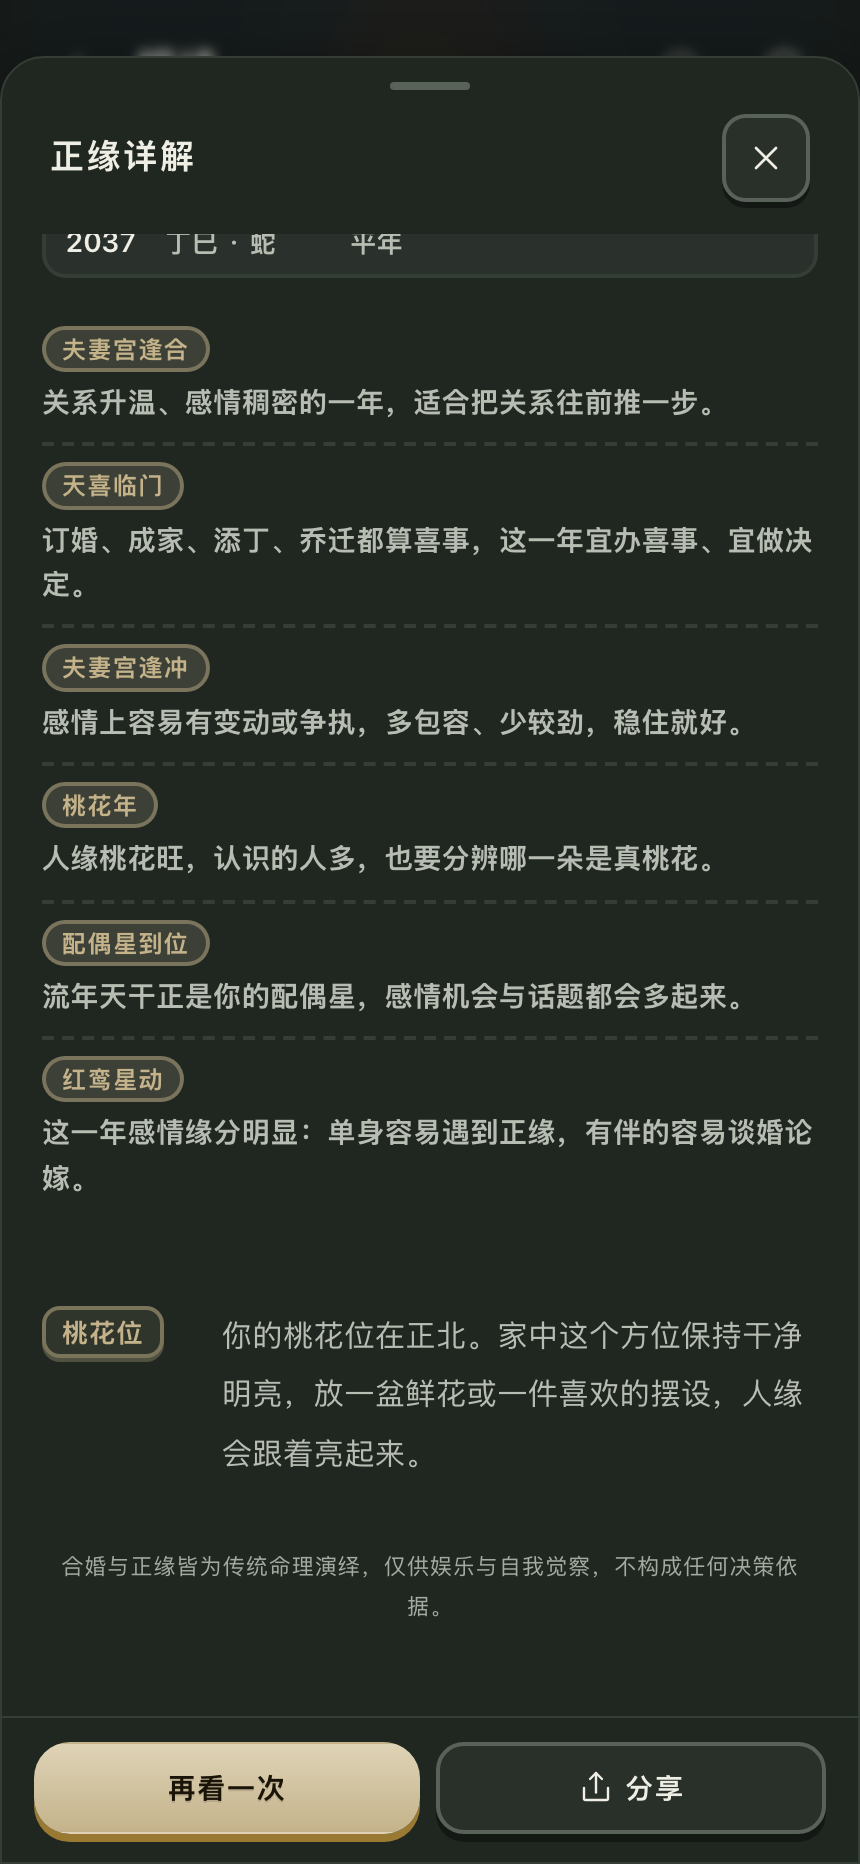 正缘详解
2037 丁巳 · 蛇 平年
夫妻宫逢合
关系升温、感情稠密的一年，适合把关系往前推一步。
天喜临门
订婚、成家、添丁、乔迁都算喜事，这一年宜办喜事、宜做决
定。
夫妻宫逢冲
感情上容易有变动或争执，多包容、少较劲，稳住就好。
桃花年
人缘桃花旺，认识的人多，也要分辨哪一朵是真桃花。
配偶星到位
流年天干正是你的配偶星，感情机会与话题都会多起来。
红鸾星动
这一年感情缘分明显：单身容易遇到正缘，有伴的容易谈婚论
嫁。
桃花位
你的桃花位在正北。家中这个方位保持干净
明亮，放一盆鲜花或一件喜欢的摆设，人缘
会跟着亮起来。
合婚与正缘皆为传统命理演绎，仅供娱乐与自我觉察，不构成任何决策依
据。
再看一次
分享